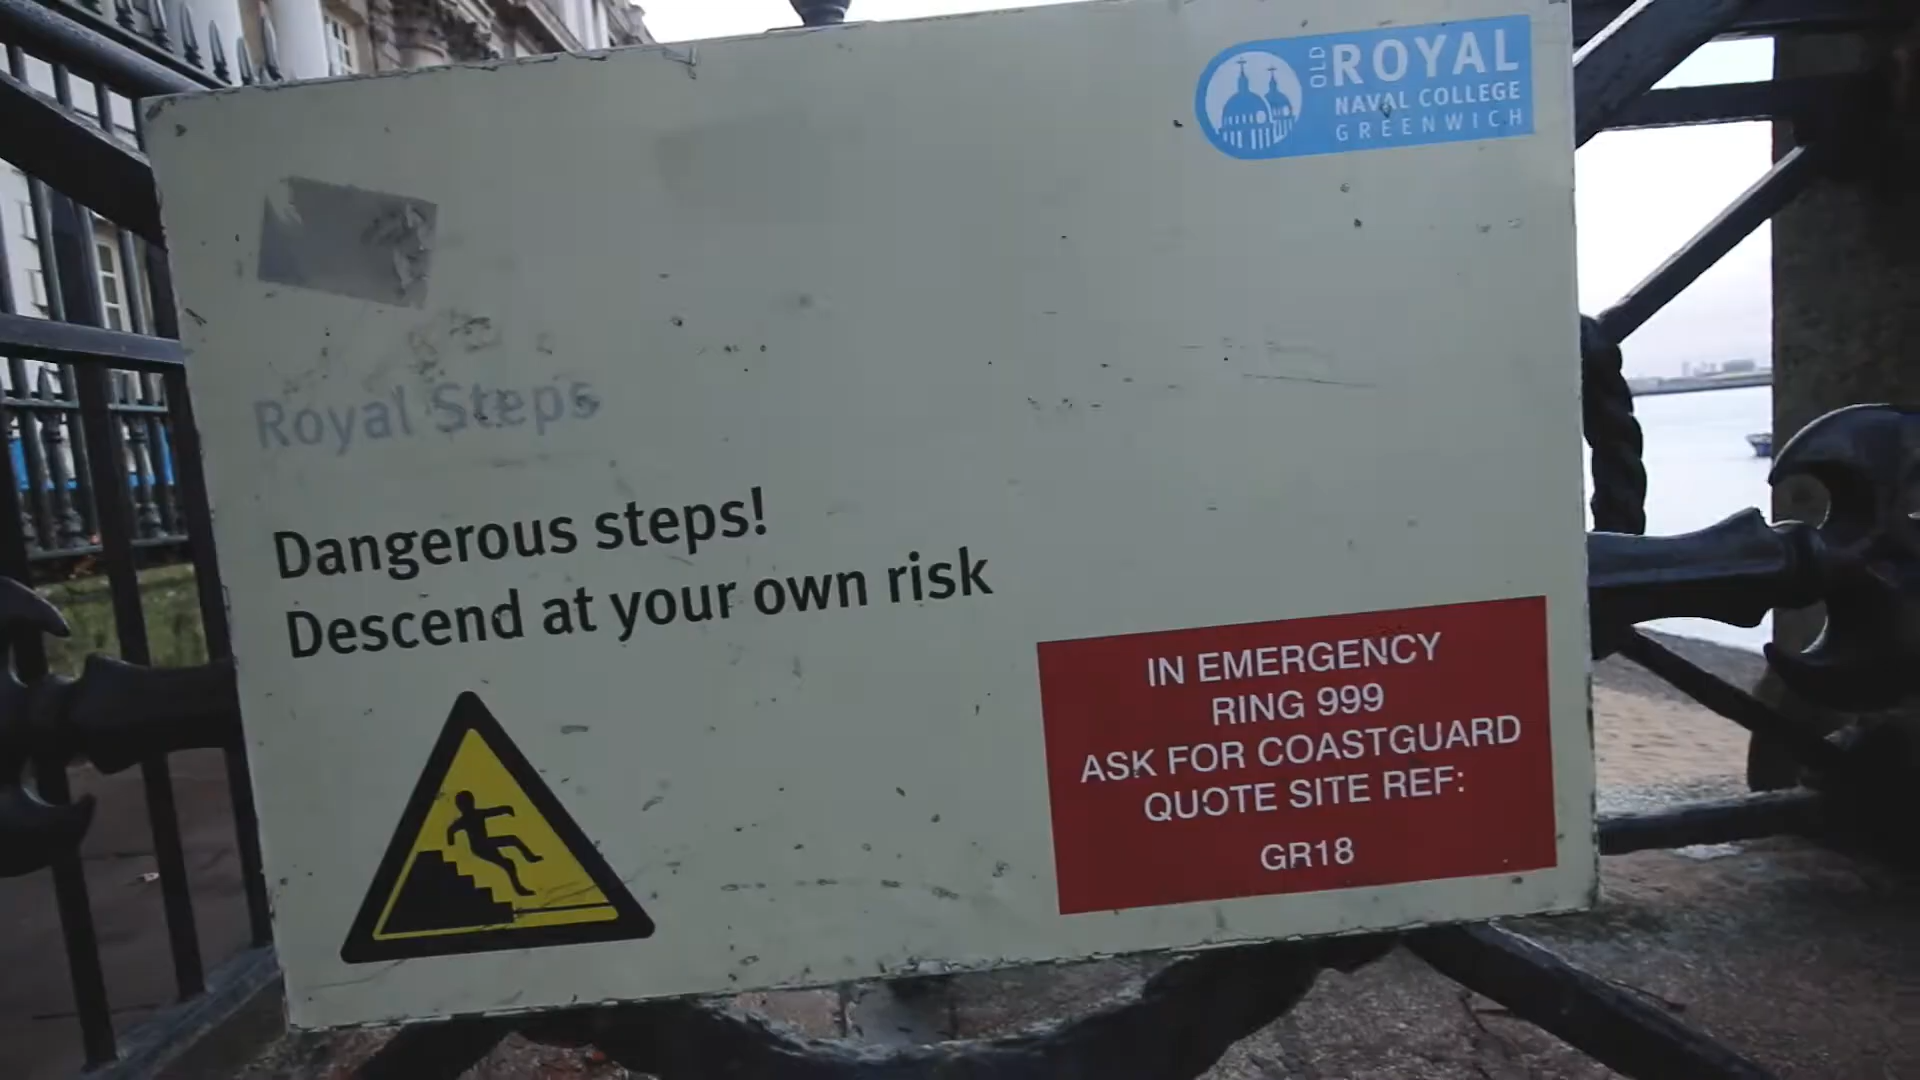 OLD ROYAL
NAVAL COLLEGE
GREENWICH
Royal Steps
Dangerous steps!
Descend at your own risk
IN EMERGENCY
RING 999
ASK FOR COASTGUARD
QUOTE SITE REF:
GR18